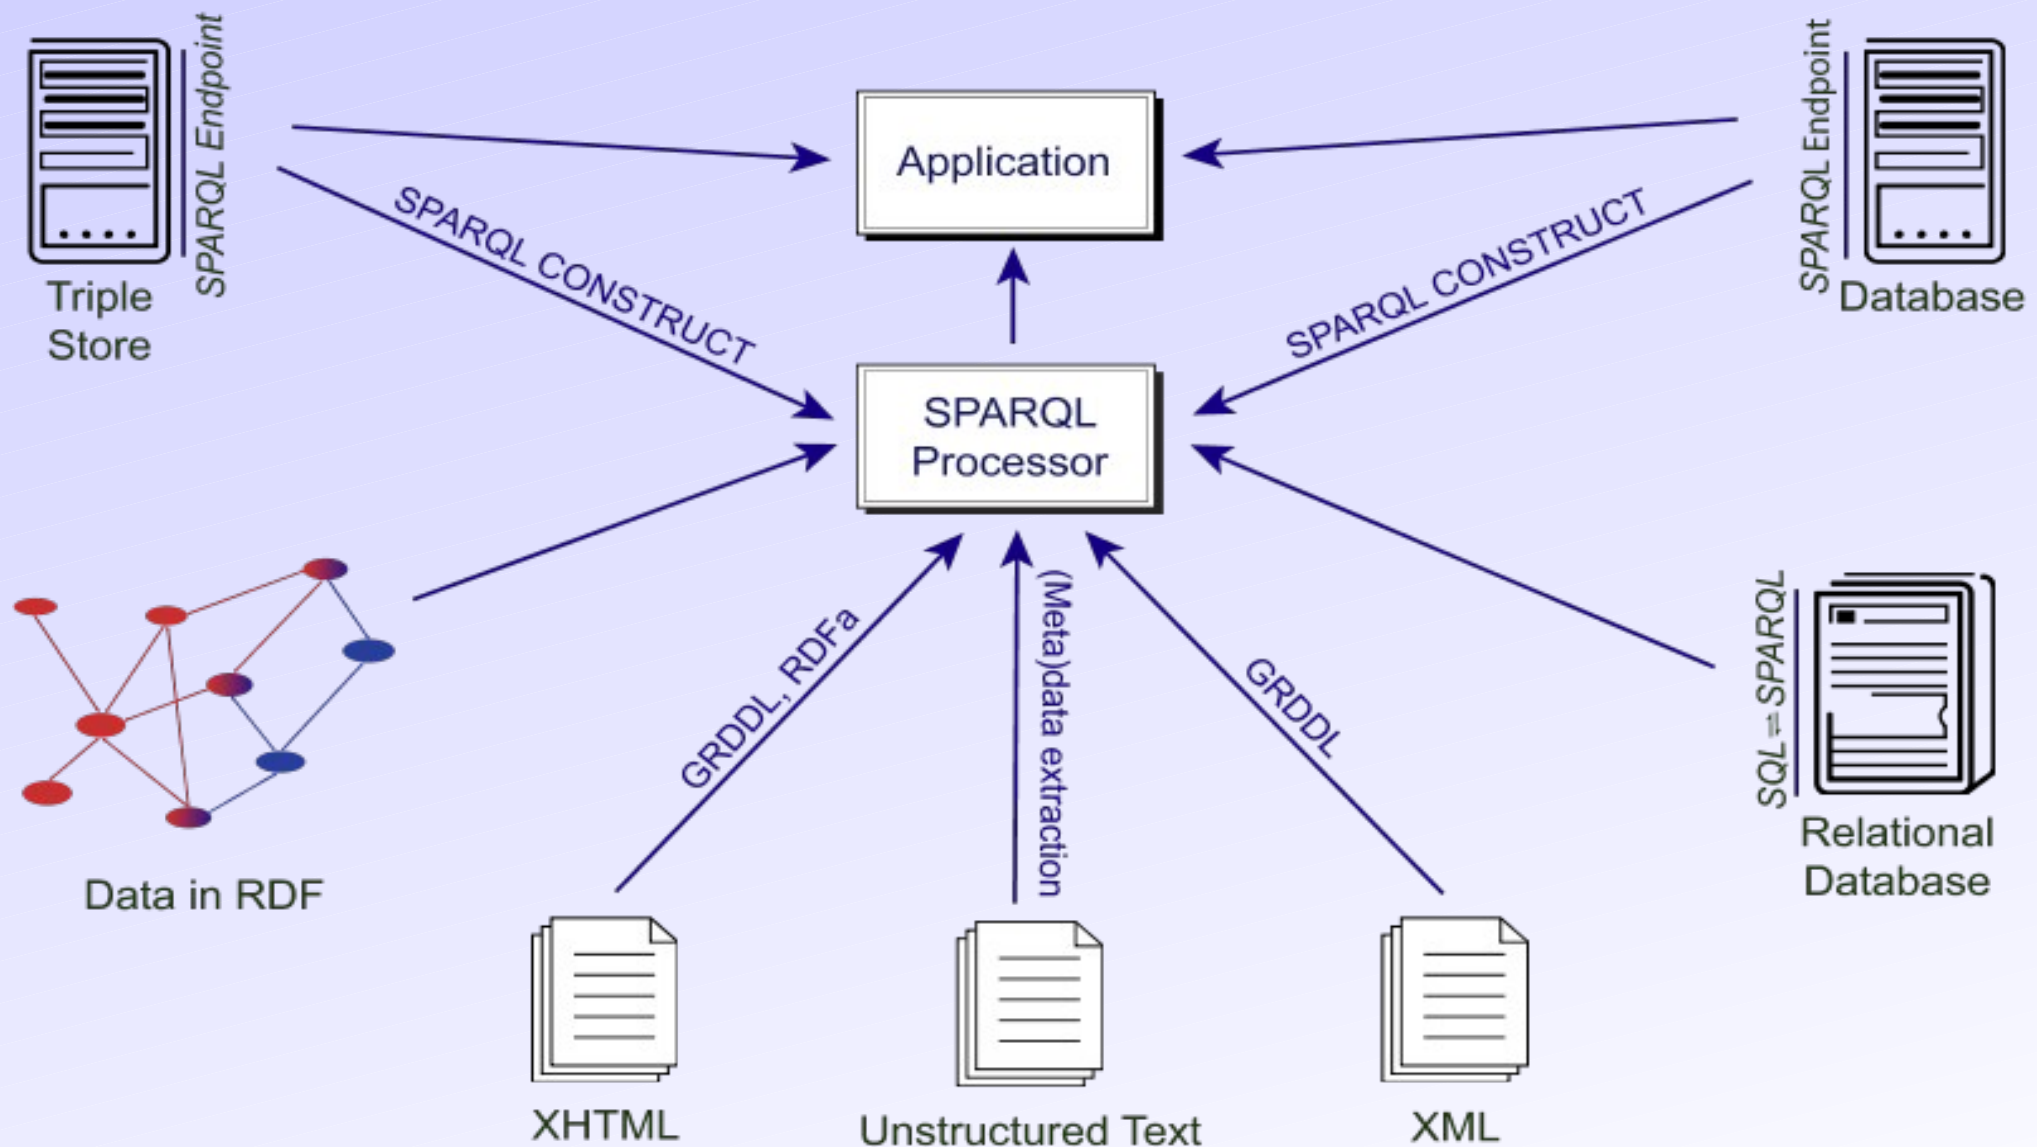 SPARQL Endpoint
Triple
Store
Application
SPARQL Endpoint
Database
SPARQL CONSTRUCT
SPARQL CONSTRUCT
SPARQL
Processor
Data in RDF
GRDDL, RDFa
(Meta)data extraction
GRDDL
SQL⇌SPARQL
Relational
Database
XHTML
Unstructured Text
XML